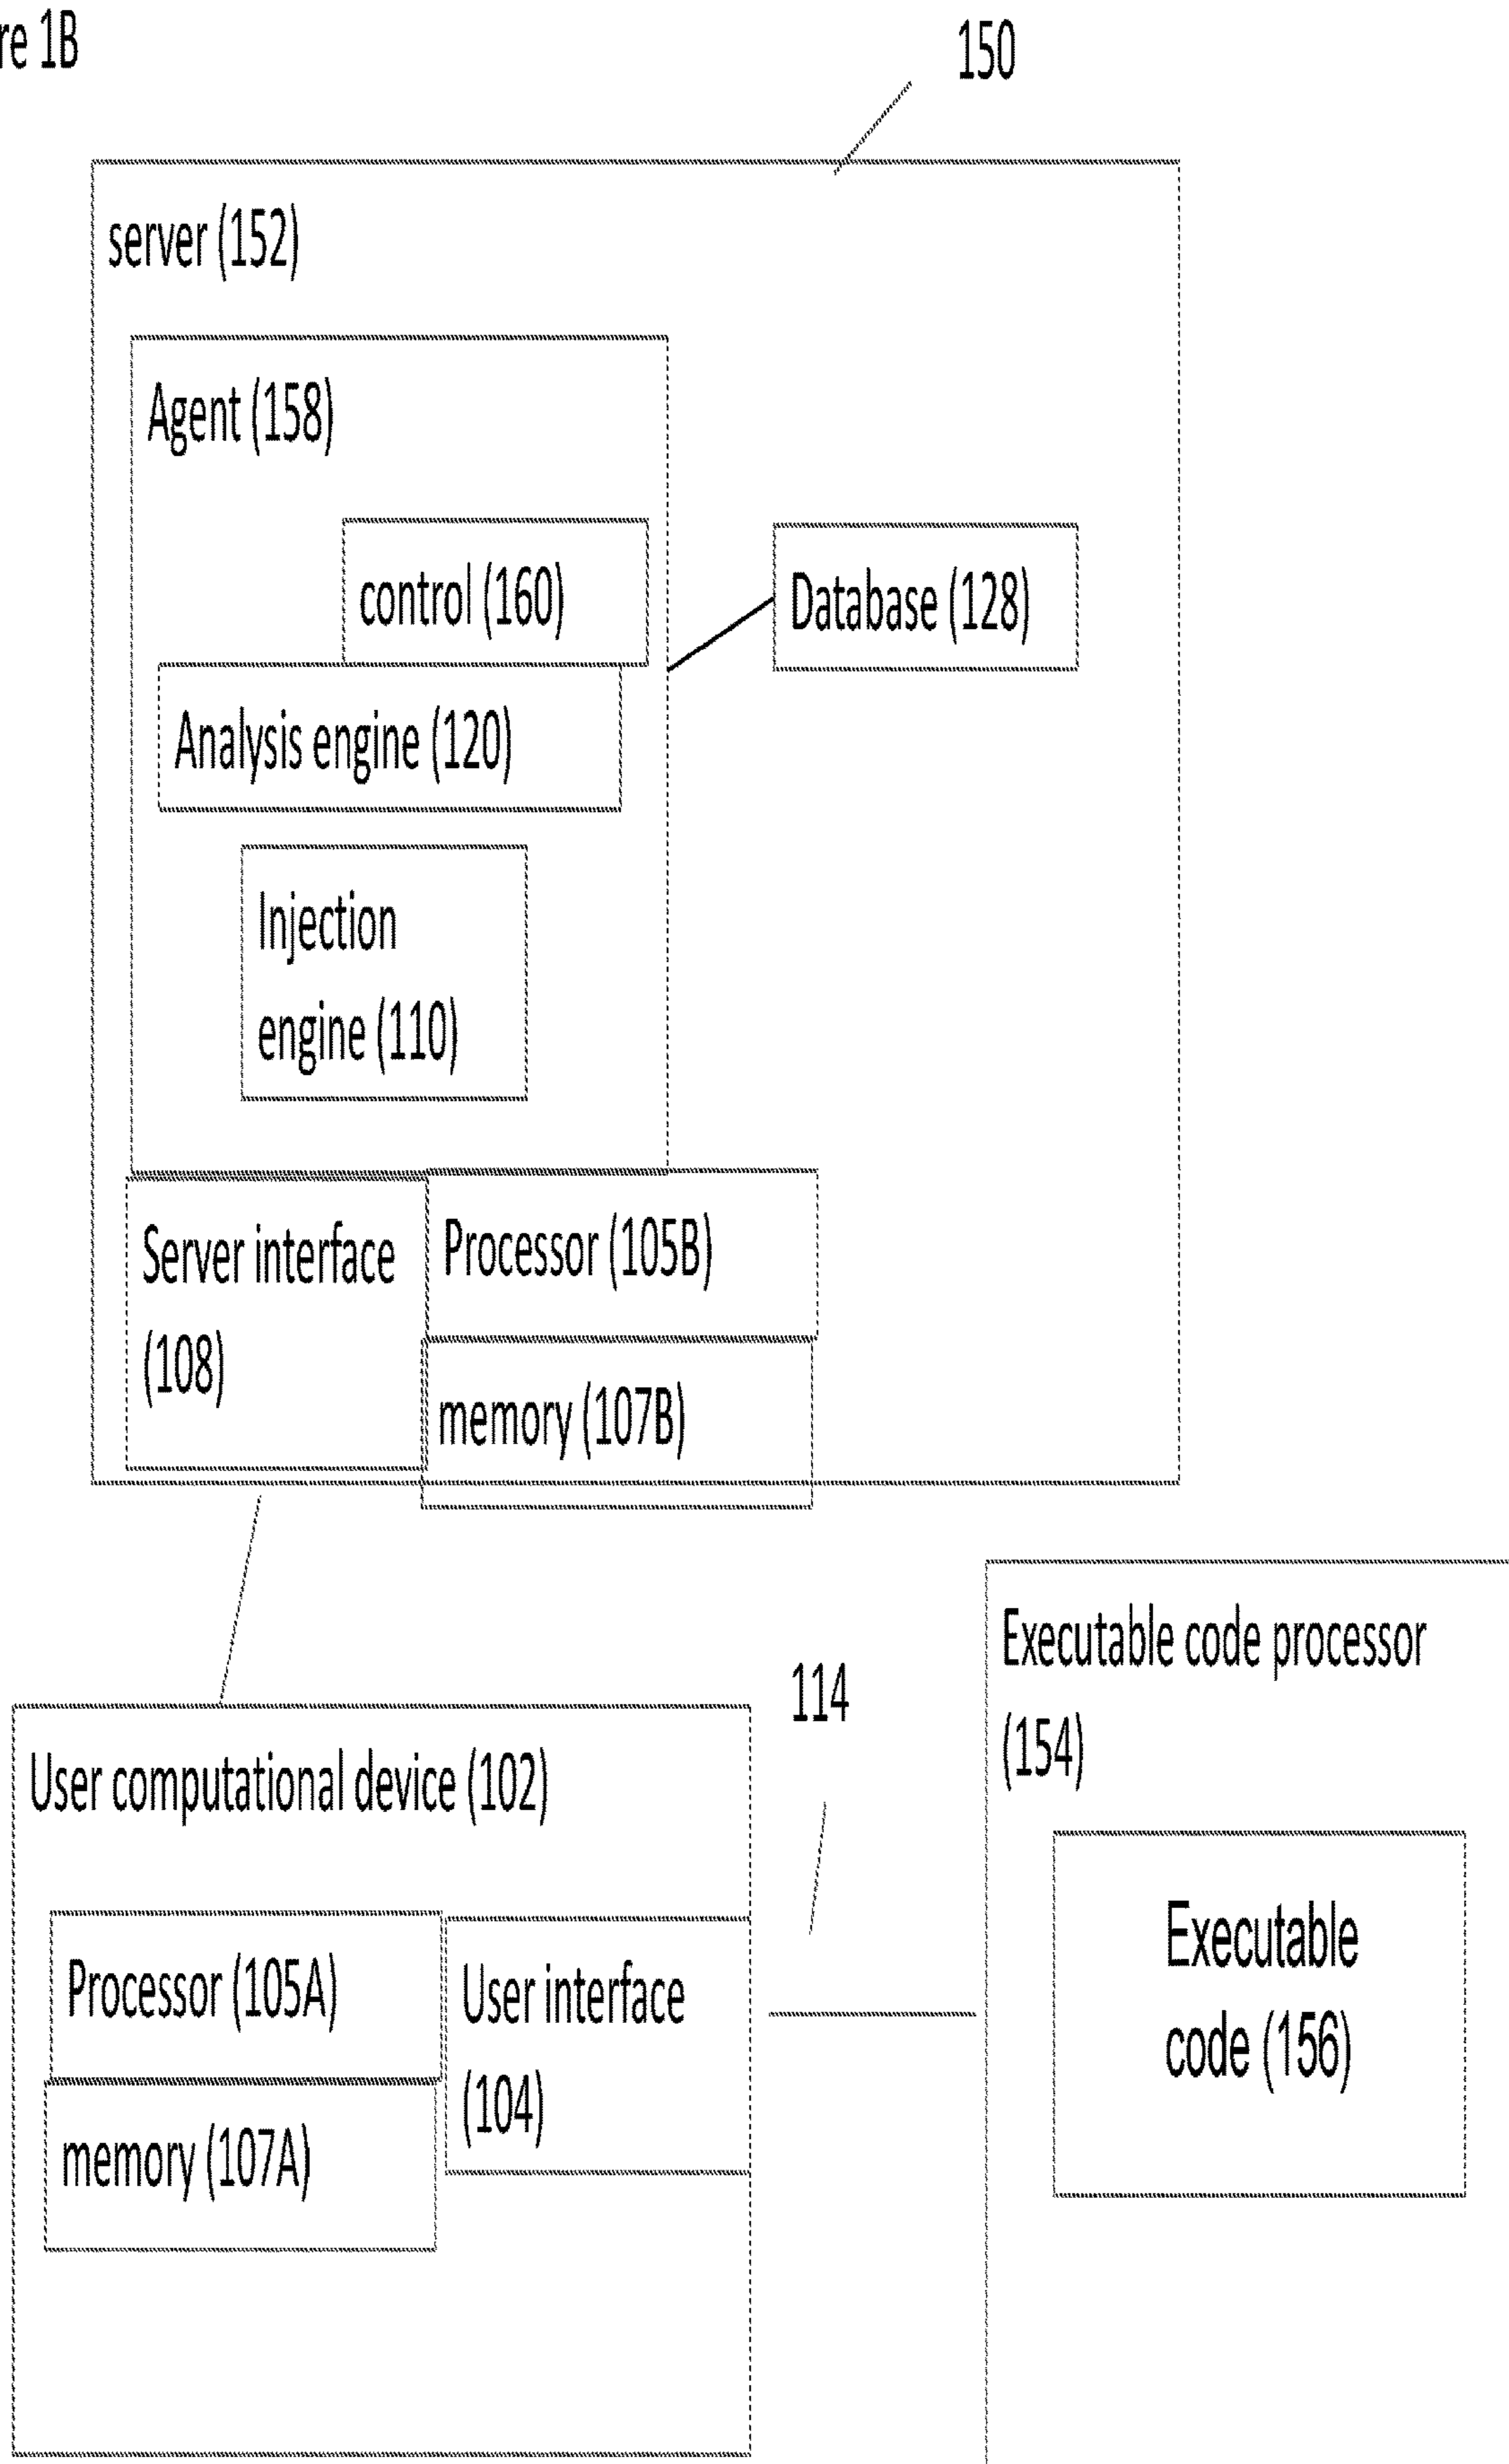 re 1B
150
server (152)
Agent (158)
control (160)
Database (128)
Analysis engine (120)
Injection
engine (110)
Server interface
(108)
Processor (105B)
memory (107B)
Executable code processor
(154)
114
User computational device (102)
Executable
code (156)
Processor (105A)
User interface
(104)
memory (107A)